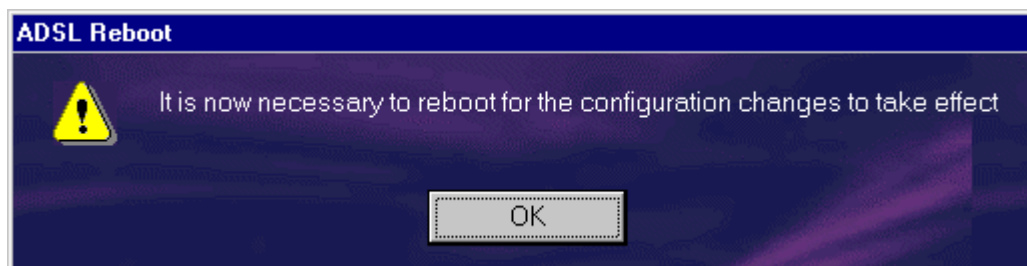 ADSL Reboot
It is now necessary to reboot for the configuration changes to take effect
OK